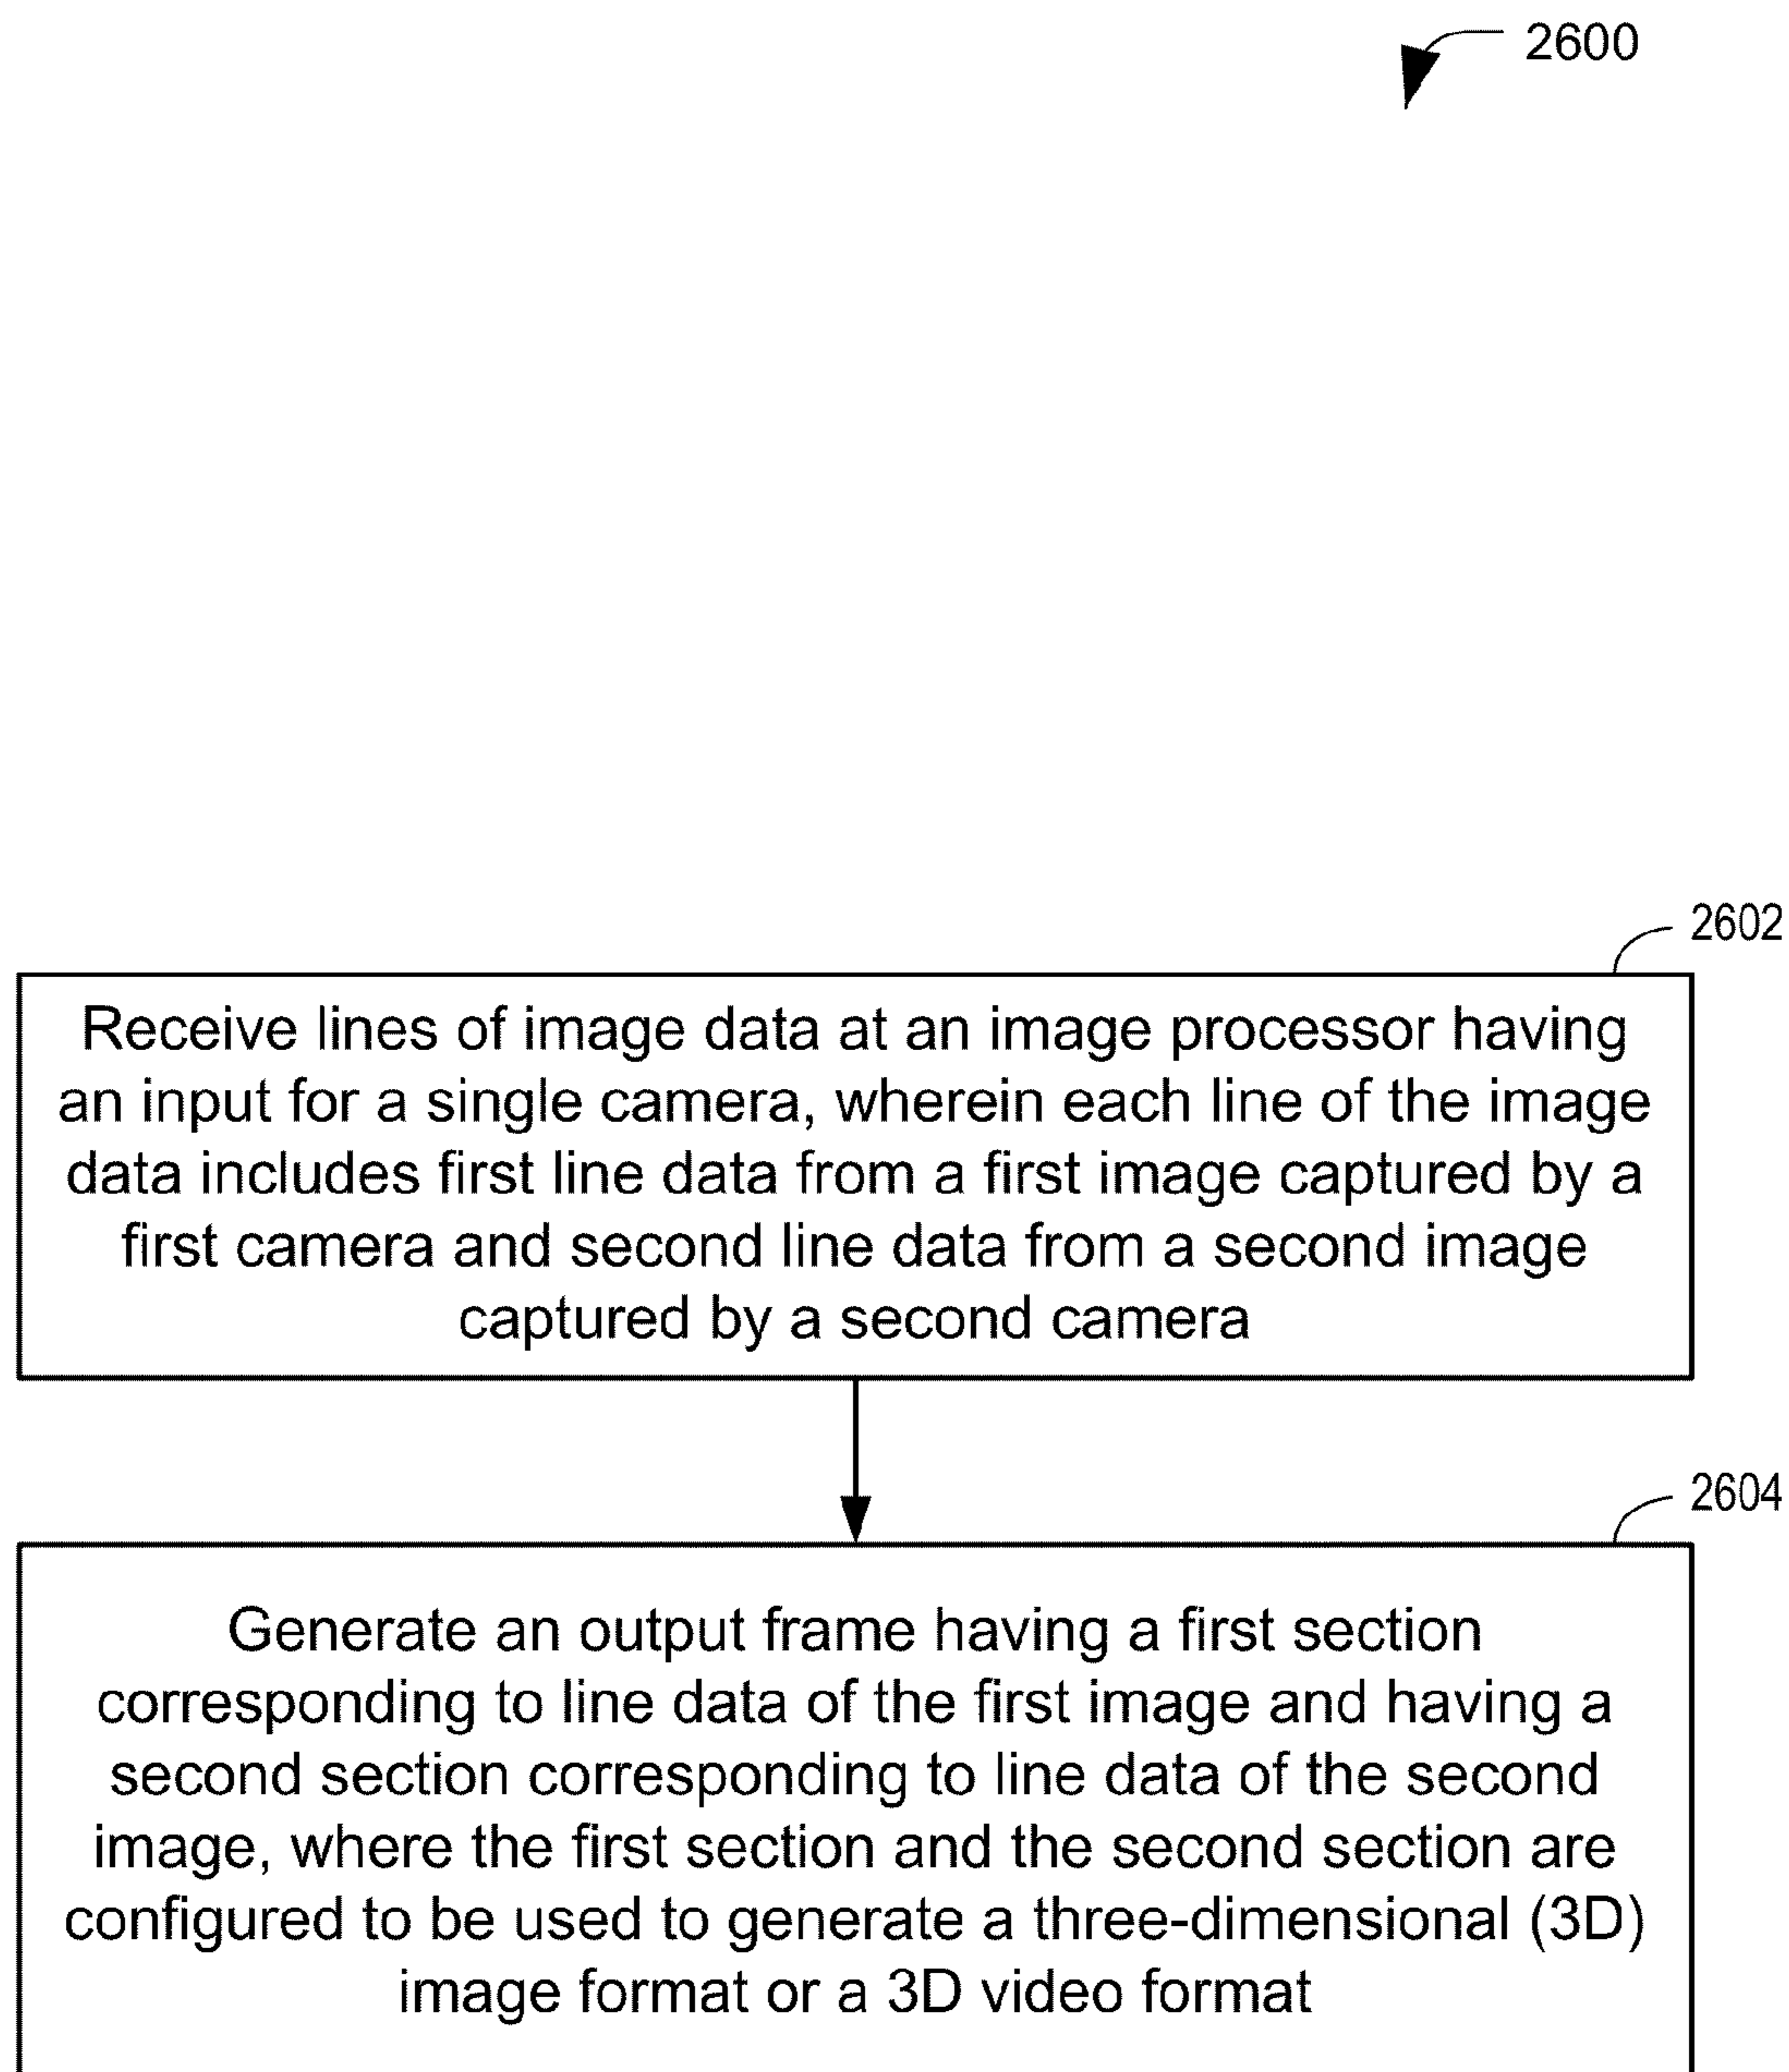 2600
2602
Receive lines of image data at an image processor having
an input for a single camera, wherein each line of the image
data includes first line data from a first image captured by a
first camera and second line data from a second image
captured by a second camera
2604
Generate an output frame having a first section
corresponding to line data of the first image and having a
second section corresponding to line data of the second
image, where the first section and the second section are
configured to be used to generate a three-dimensional (3D)
image format or a 3D video format